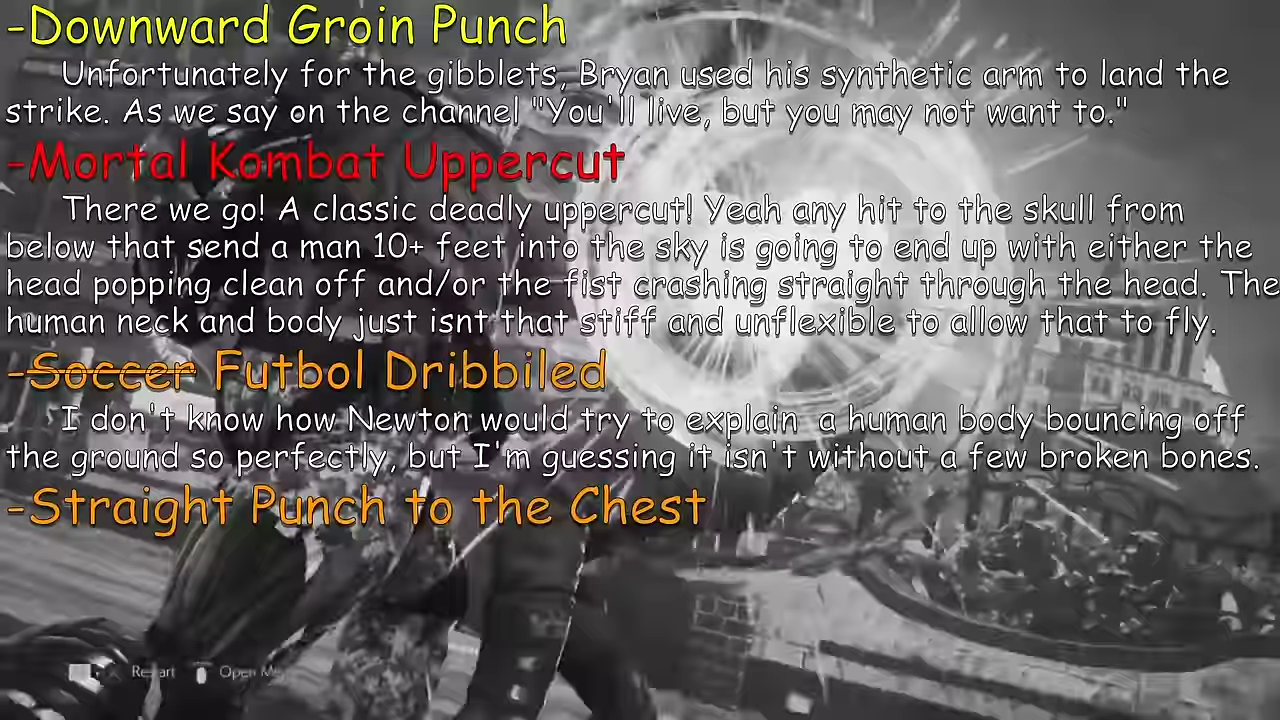 -Downward Groin Punch
Unfortunately for the gibblets, Bryan used his synthetic arm to land the
strike. As we say on the channel "You'll live, but you may not want to."
-Mortal Kombat Uppercut
There we go! A classic deadly uppercut! Yeah any hit to the skull from
below that send a man 10+ feet into the sky is going to end up with either the
head popping clean off and/or the fist crashing straight through the head. The
human neck and body just isnt that stiff and unflexible to allow that to fly.
-Soccer Futbol Dribbiled
I don't know how Newton would try to explain a human body bouncing off
the ground so perfectly, but I'm guessing it isn't without a few broken bones.
-Straight Punch to the Chest
Restart Open